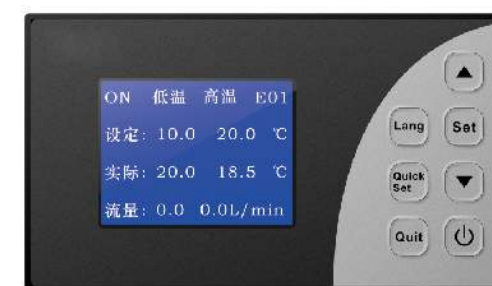 ON 低温 高温 E01
设定: 10.0 20.0 ℃
实际: 20.0 18.5 ℃
流量: 0.0 0.0L/min
Lang
Set
Quick
Set
Quit